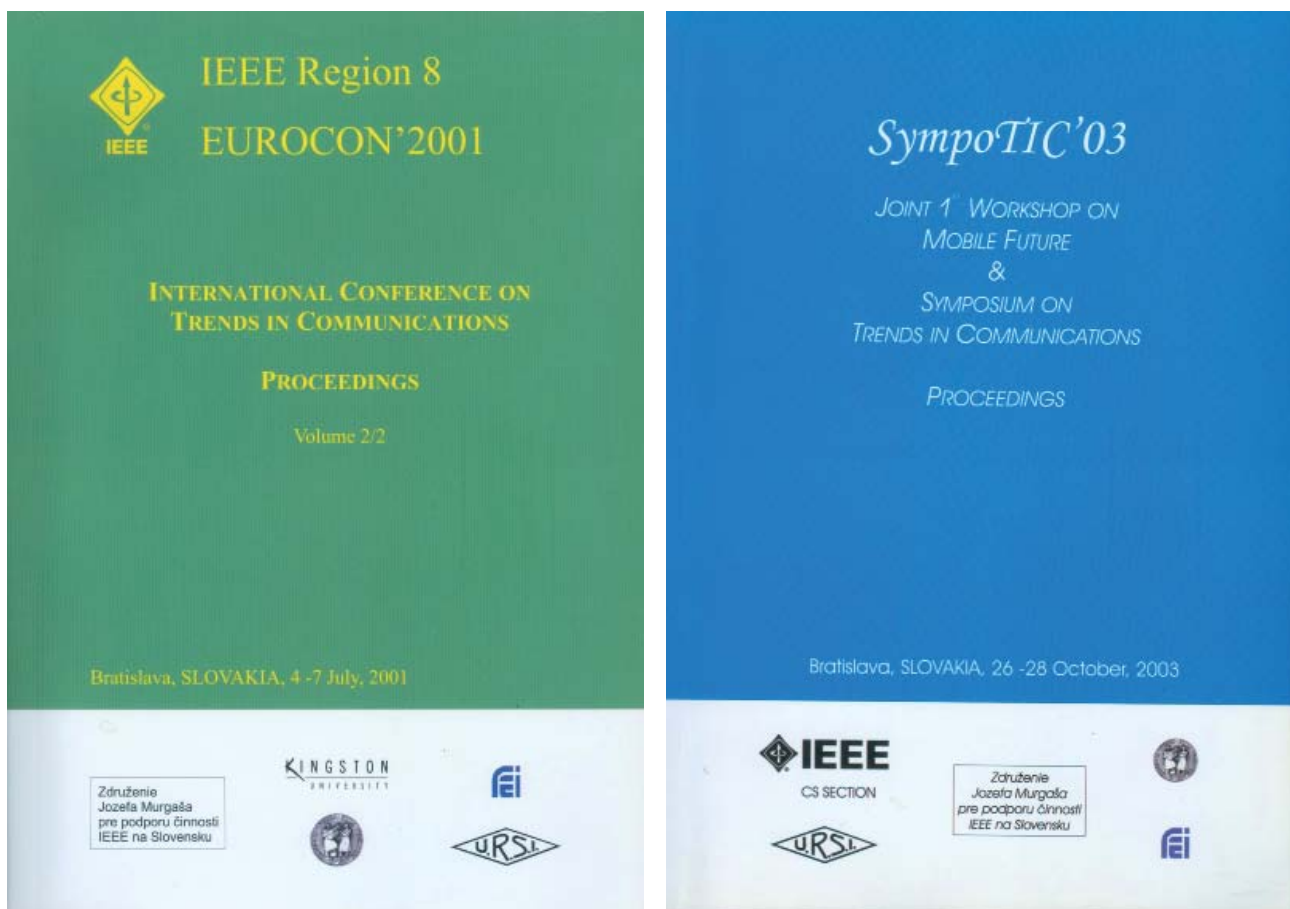 IEEE Region 8
EUROCON'2001
IEEE
INTERNATIONAL CONFERENCE ON
TRENDS IN COMMUNICATIONS
PROCEEDINGS
Volume 2/2
Bratislava, SLOVAKIA, 4 -7 July, 2001
Združenie
Jozefa Murgaša
pre podporu činnosti
IEEE na Slovensku
KINGSTON
UNIVERSITY
FEI
U.R.S.I.
SympoTIC'03
JOINT 1 WORKSHOP ON
MOBILE FUTURE
&
SYMPOSIUM ON
TRENDS IN COMMUNICATIONS
PROCEEDINGS
Bratislava, SLOVAKIA, 26 -28 October, 2003
IEEE
CS SECTION
Združenie
Jozefa Murgaša
pre podporu činnosti
IEEE na Slovensku
U.R.S.I.
FEI